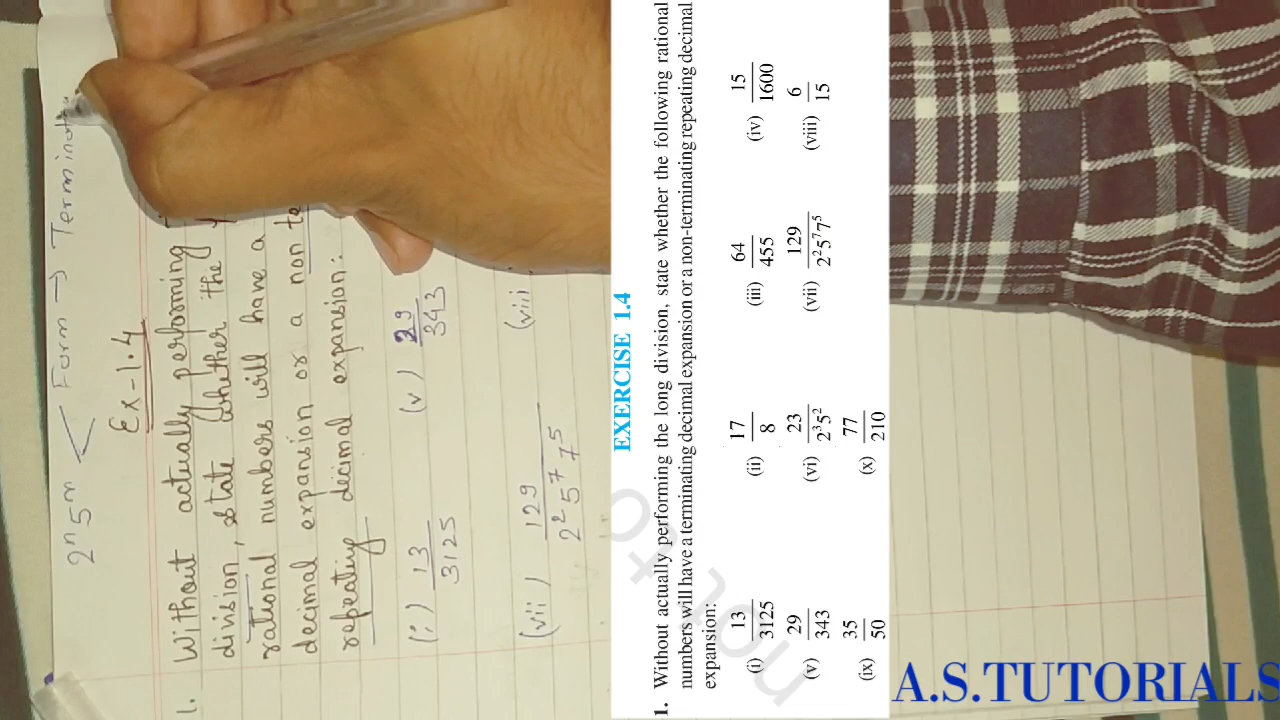 2ⁿ5ᵐ < Form → Terminat
Ex-1.4
1. Without actually performing
division, state whether the
rational numbers will have a
decimal expansion or a non te
repeating decimal expansion:
(i) 13/3125 (v) 29/343
(vii) 129/2²5⁷7⁵ (viii)
EXERCISE 1.4
1. Without actually performing the long division, state whether the following rational
numbers will have a terminating decimal expansion or a non-terminating repeating decimal
expansion:
(i) 13/3125 (ii) 17/8 (iii) 64/455 (iv) 15/1600
(v) 29/343 (vi) 23/2³5² (vii) 129/2²5⁷7⁵ (viii) 6/15
(ix) 35/50 (x) 77/210
not to
A.S.TUTORIALS